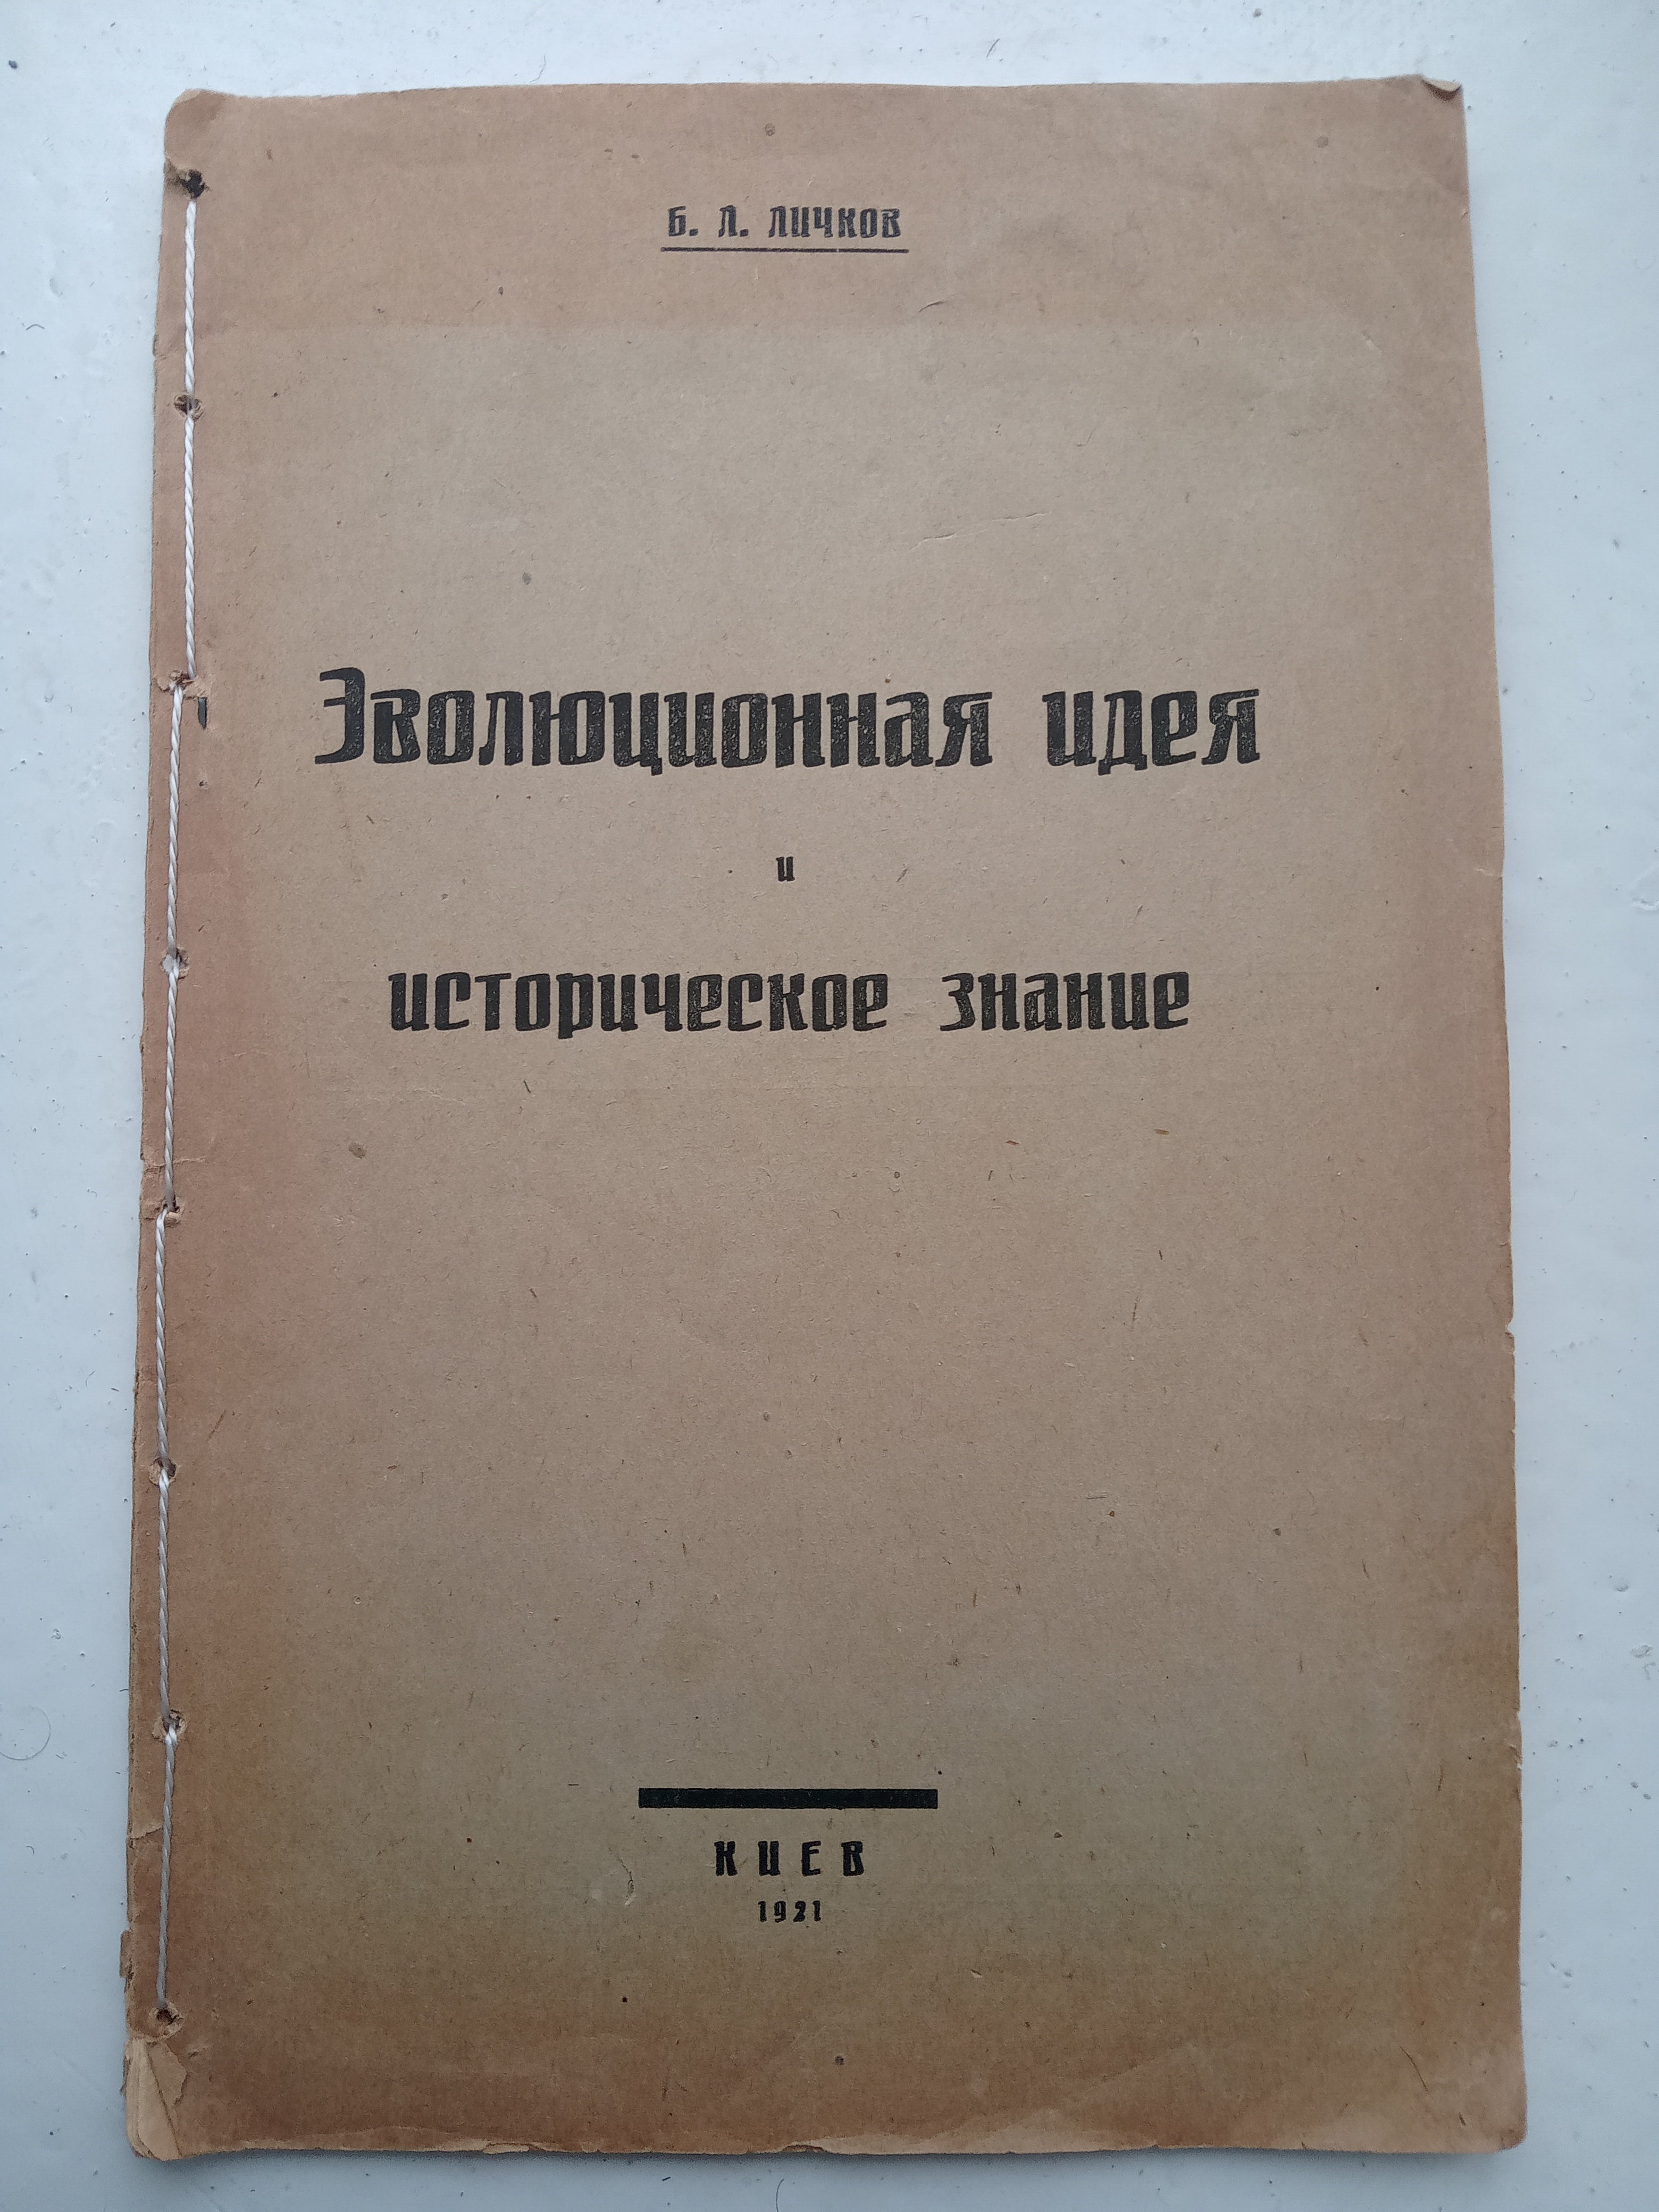 Б. Л. ЛИЧКОВ
Эволюционная идея
и
историческое знание
КИЕВ
1921